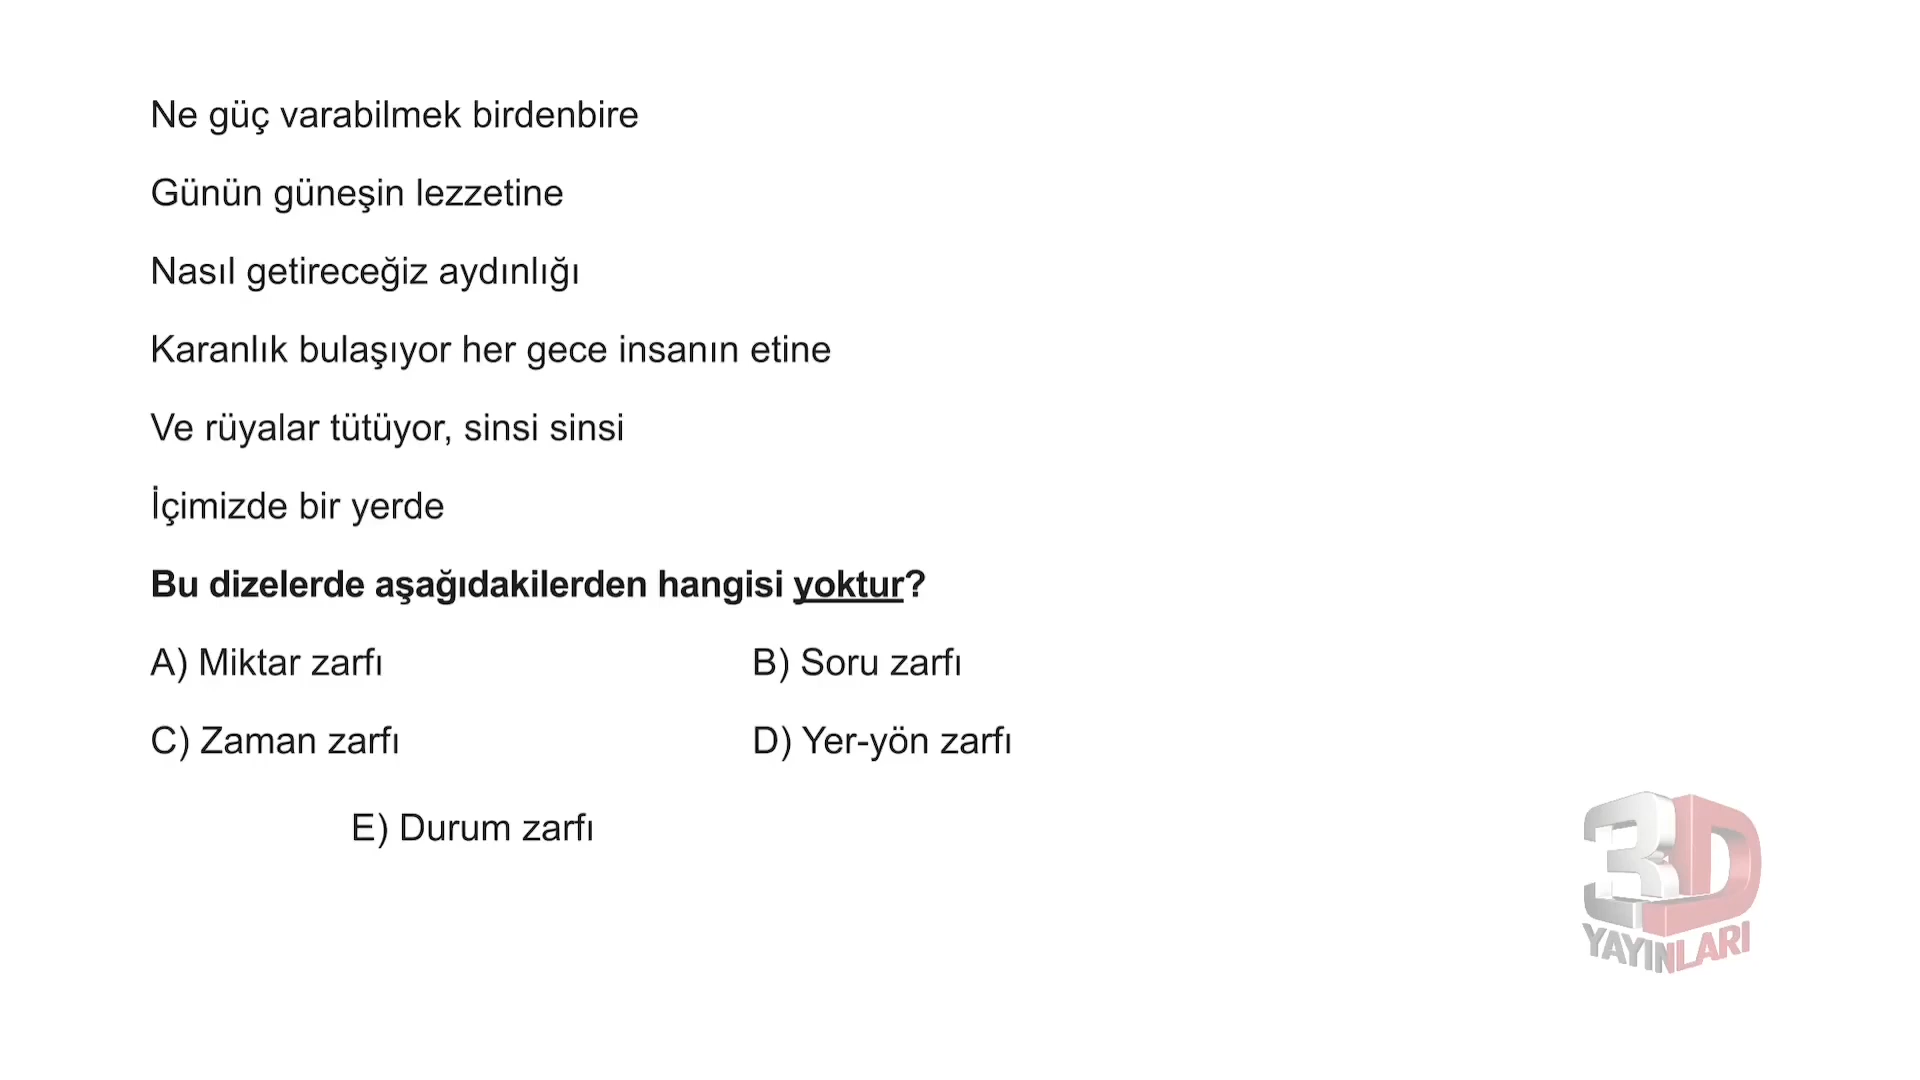 Ne güç varabilmek birdenbire
Günün güneşin lezzetine
Nasıl getireceğiz aydınlığı
Karanlık bulaşıyor her gece insanın etine
Ve rüyalar tütüyor, sinsi sinsi
İçimizde bir yerde
Bu dizelerde aşağıdakilerden hangisi yoktur?
A) Miktar zarfı B) Soru zarfı
C) Zaman zarfı D) Yer-yön zarfı
E) Durum zarfı
3D
YAYINLARI